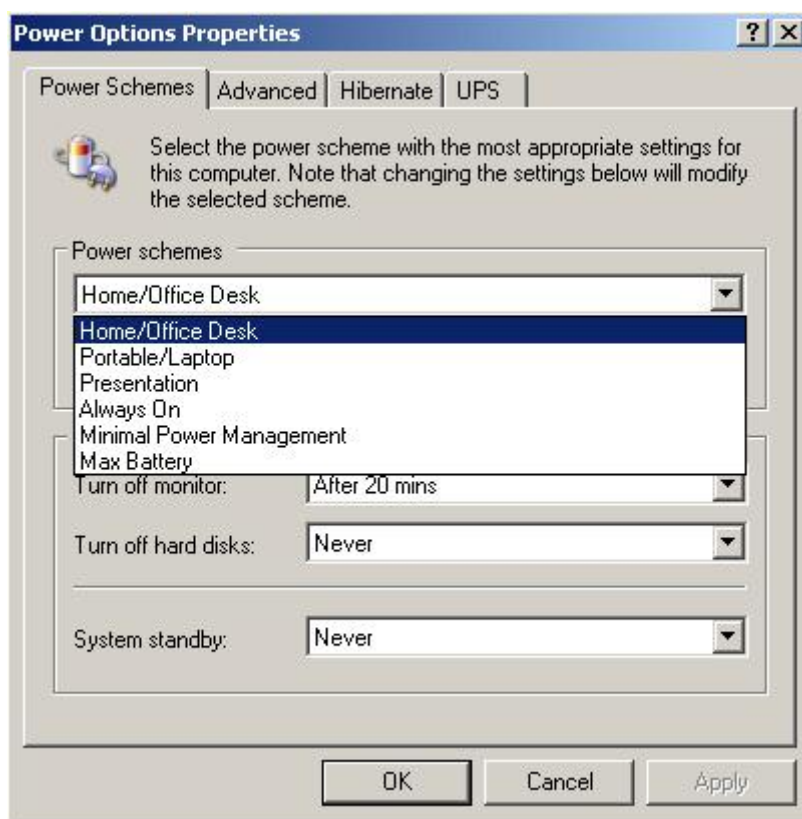 Power Options Properties
Power Schemes Advanced Hibernate UPS
Select the power scheme with the most appropriate settings for
this computer. Note that changing the settings below will modify
the selected scheme.
Power schemes
Home/Office Desk
Home/Office Desk
Portable/Laptop
Presentation
Always On
Minimal Power Management
Max Battery
Turn off monitor: After 20 mins
Turn off hard disks: Never
System standby: Never
OK Cancel Apply